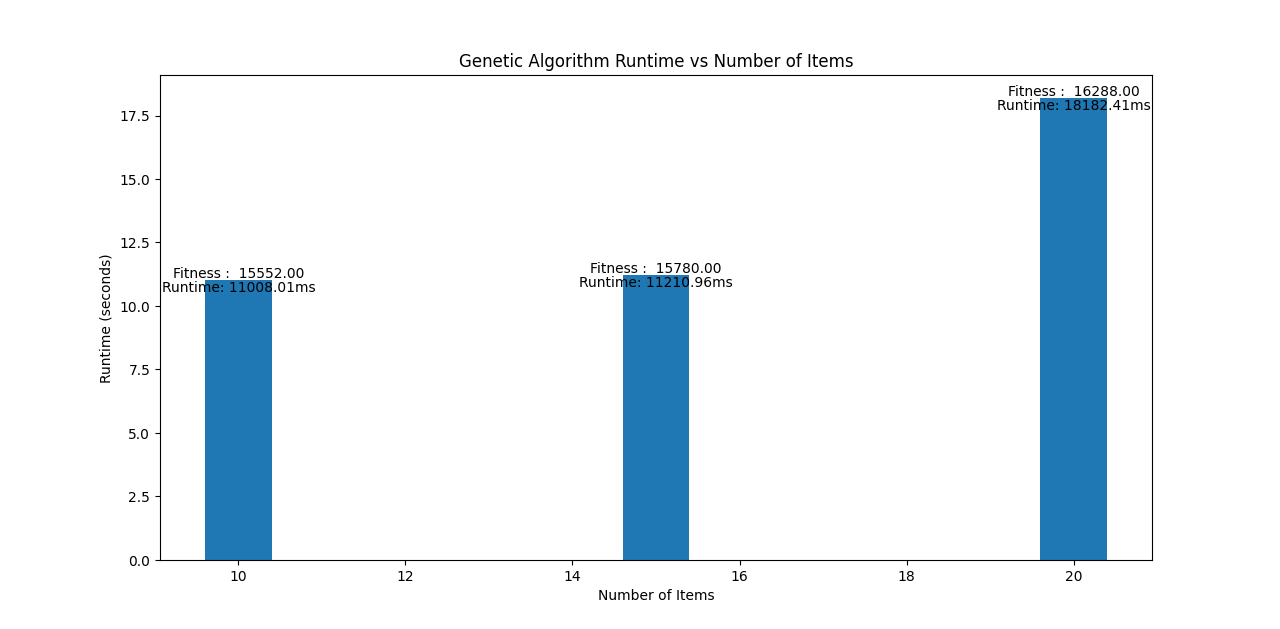 Genetic Algorithm Runtime vs Number of Items
Runtime (seconds)
17.5
15.0
12.5
10.0
7.5
5.0
2.5
0.0
Fitness :  15552.00
Runtime: 11008.01ms
Fitness :  15780.00
Runtime: 11210.96ms
Fitness :  16288.00
Runtime: 18182.41ms
10 12 14 16 18 20
Number of Items